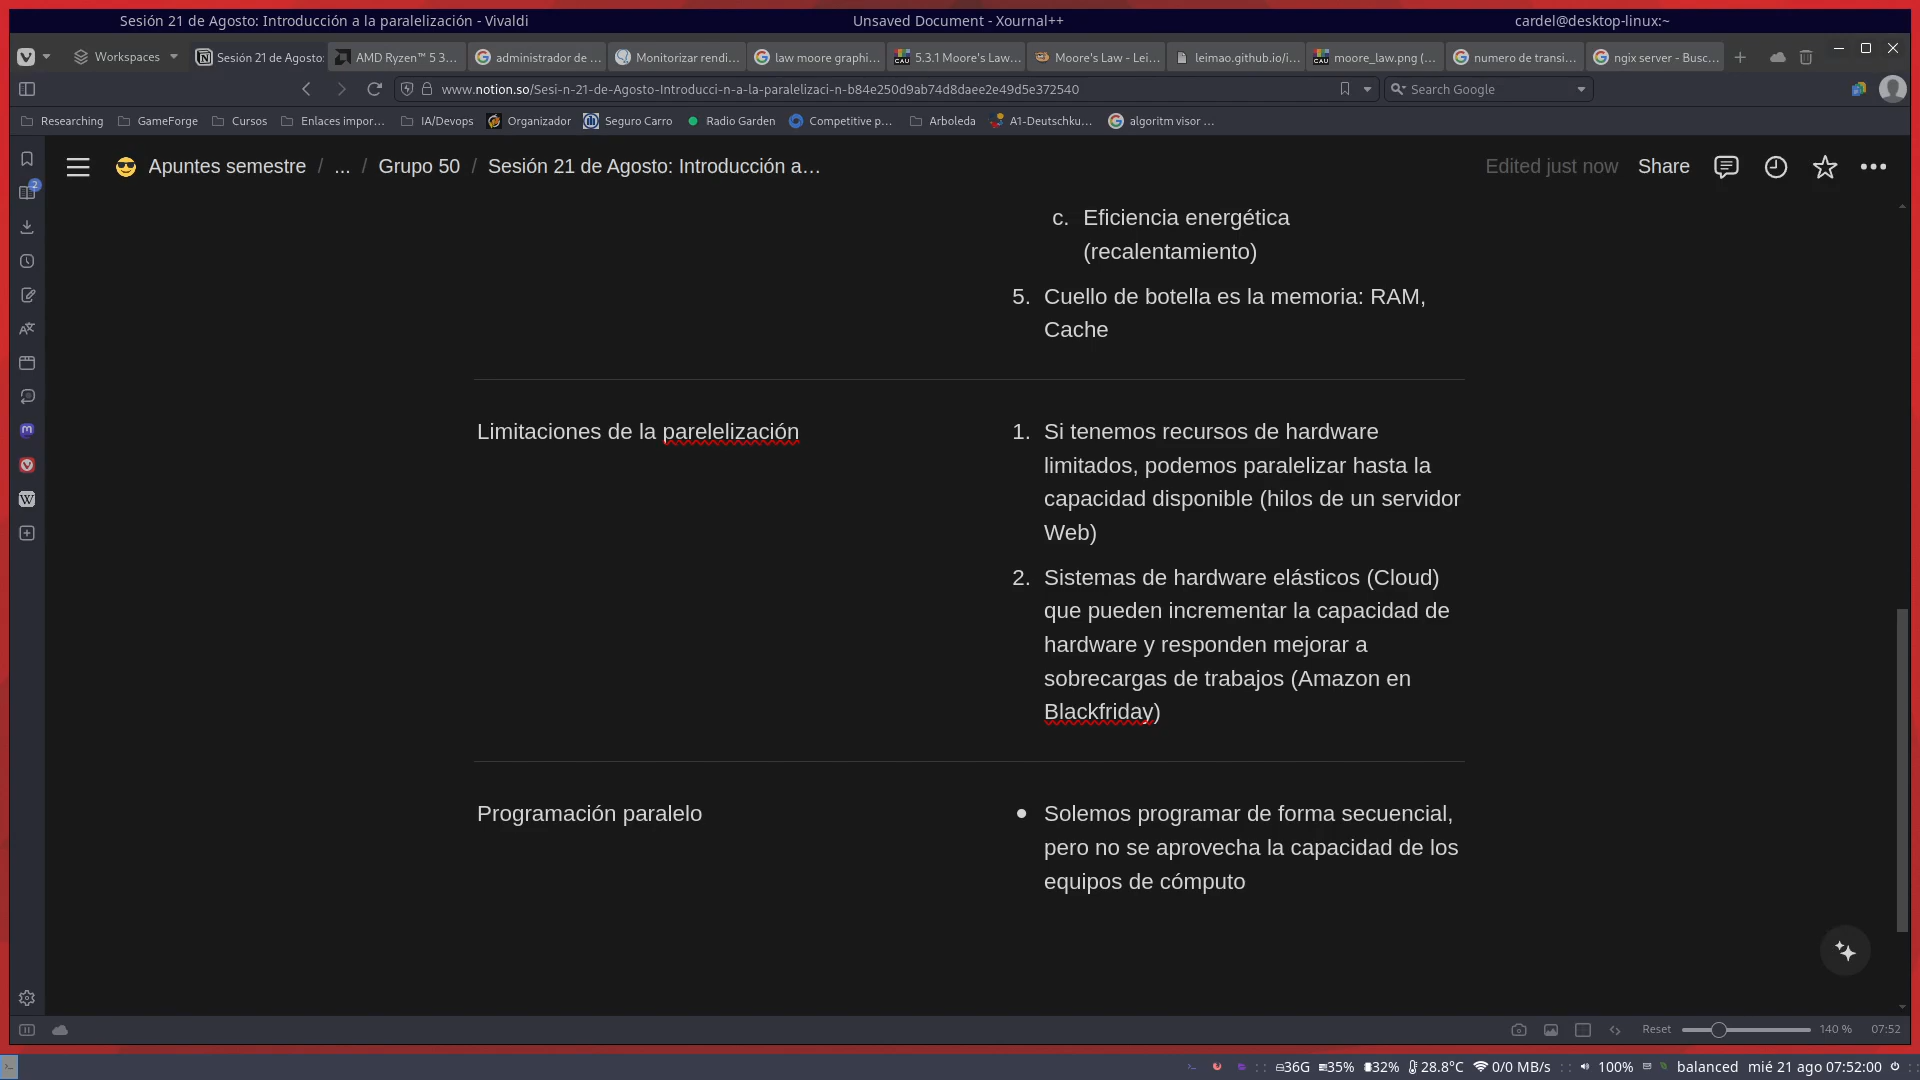 Sesión 21 de Agosto: Introducción a la paralelización - Vivaldi
Unsaved Document - Xournal++
cardel@desktop-linux:~
Workspaces
Sesión 21 de Agosto:
AMD Ryzen™ 5 3...
administrador de ...
Monitorizar rendi...
law moore graphi...
5.3.1 Moore's Law...
Moore's Law - Lei...
leimao.github.io/i...
moore_law.png (...
numero de transi...
ngix server - Busc...
www.notion.so/Sesi-n-21-de-Agosto-Introducci-n-a-la-paralelizaci-n-b84e250d9ab74d8daee2e49d5e372540
Search Google
Researching
GameForge
Cursos
Enlaces impor...
IA/Devops
Organizador
Seguro Carro
Radio Garden
Competitive p...
Arboleda
A1-Deutschku...
algoritm visor ...
Apuntes semestre / ... / Grupo 50 / Sesión 21 de Agosto: Introducción a...
Edited just now
Share
2
c. Eficiencia energética
(recalentamiento)
5. Cuello de botella es la memoria: RAM,
Cache
Limitaciones de la parelelización
1. Si tenemos recursos de hardware
limitados, podemos paralelizar hasta la
capacidad disponible (hilos de un servidor
Web)
2. Sistemas de hardware elásticos (Cloud)
que pueden incrementar la capacidad de
hardware y responden mejorar a
sobrecargas de trabajos (Amazon en
Blackfriday)
Programación paralelo
• Solemos programar de forma secuencial,
pero no se aprovecha la capacidad de los
equipos de cómputo
Reset
140 %
07:52
36G
35%
32%
28.8°C
0/0 MB/s
100%
balanced
mié 21 ago 07:52:00